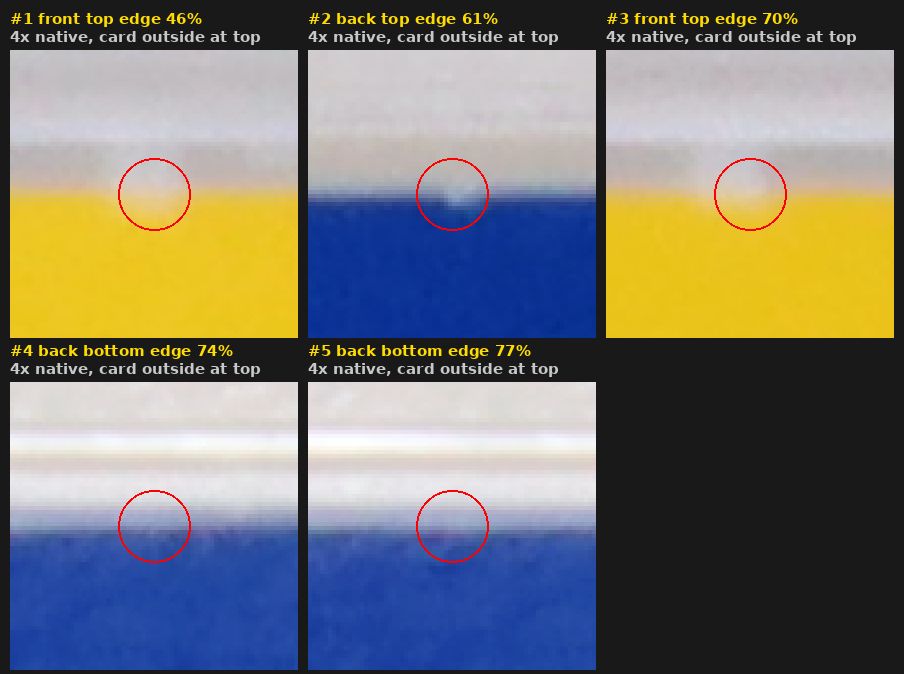 #1 front top edge 46%
4x native, card outside at top
#2 back top edge 61%
4x native, card outside at top
#3 front top edge 70%
4x native, card outside at top
#4 back bottom edge 74%
4x native, card outside at top
#5 back bottom edge 77%
4x native, card outside at top